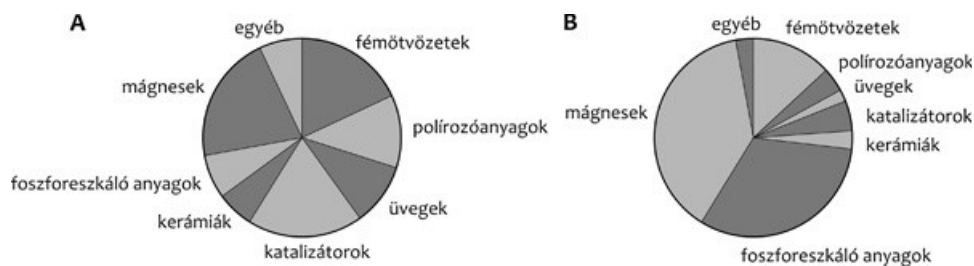 A
egyéb
fémötvözetek
polírozóanyagok
üvegek
katalizátorok
kerámiák
foszforeszkáló anyagok
mágnesek
B
egyéb
fémötvözetek
polírozóanyagok
üvegek
katalizátorok
kerámiák
foszforeszkáló anyagok
mágnesek